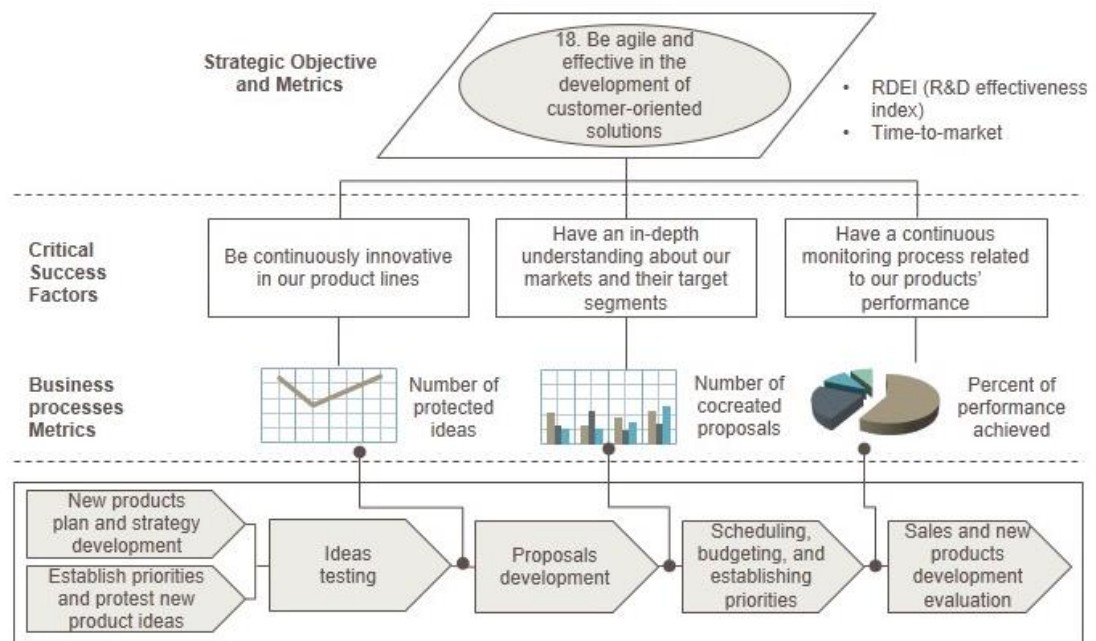 Strategic Objective
and Metrics
18. Be agile and
effective in the
development of
customer-oriented
solutions
• RDEI (R&D effectiveness
index)
• Time-to-market
Critical
Success
Factors
Be continuously innovative
in our product lines
Have an in-depth
understanding about our
markets and their target
segments
Have a continuous
monitoring process related
to our products'
performance
Business
processes
Metrics
Number of
protected
ideas
Number of
cocreated
proposals
Percent of
performance
achieved
New products
plan and strategy
development
Establish priorities
and protest new
product ideas
Ideas
testing
Proposals
development
Scheduling,
budgeting, and
establishing
priorities
Sales and new
products
development
evaluation